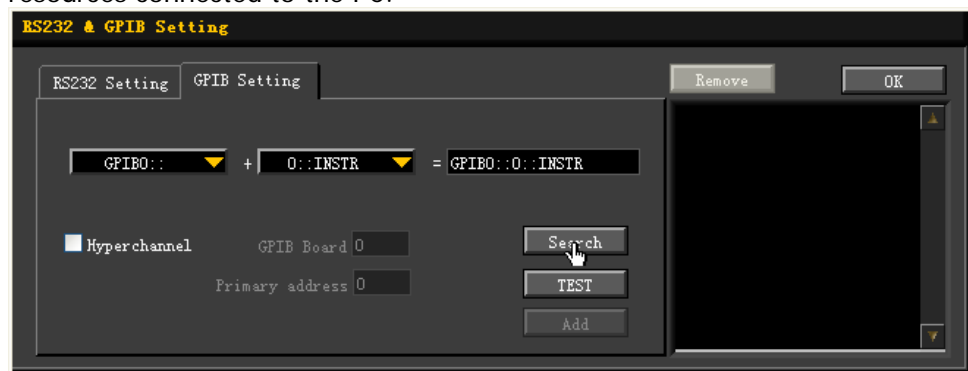 resources connected to the PC.
RS232 & GPIB Setting
RS232 Setting GPIB Setting Remove OK
GPIB0:: + 0::INSTR = GPIB0::0::INSTR
Hyperchannel GPIB Board 0 Search
Primary address 0 TEST
Add